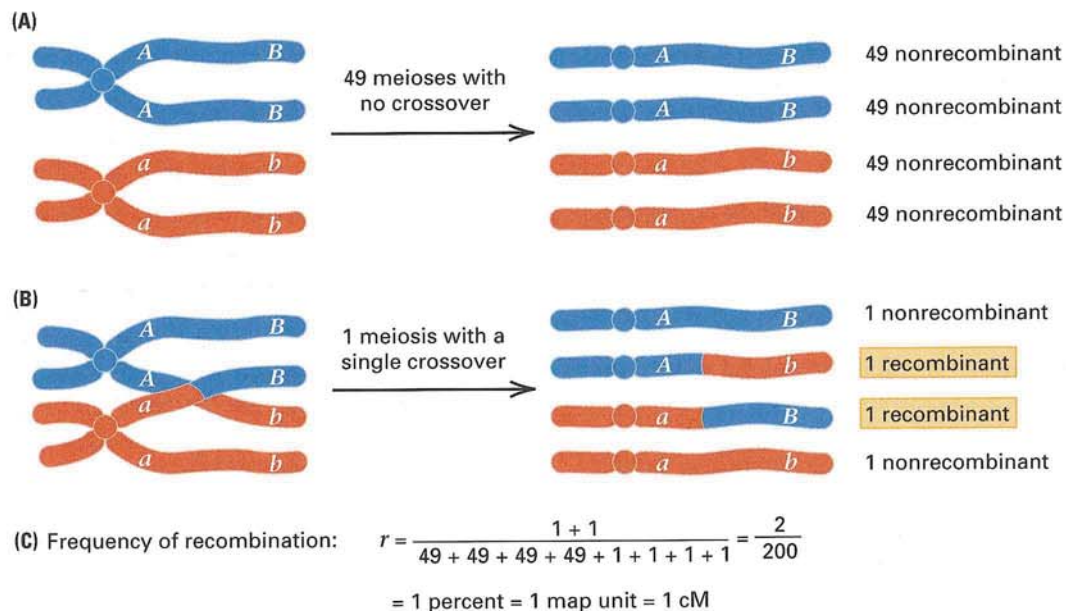 (A)
A B
A B
a b
a b
49 meioses with
no crossover
A B
A B
a b
a b
49 nonrecombinant
49 nonrecombinant
49 nonrecombinant
49 nonrecombinant
(B)
A B
A B
a b
a b
1 meiosis with a
single crossover
A B
A b
a B
a b
1 nonrecombinant
1 recombinant
1 recombinant
1 nonrecombinant
(C) Frequency of recombination: r = (1 + 1) / (49 + 49 + 49 + 49 + 1 + 1 + 1 + 1) = 2 / 200
= 1 percent = 1 map unit = 1 cM